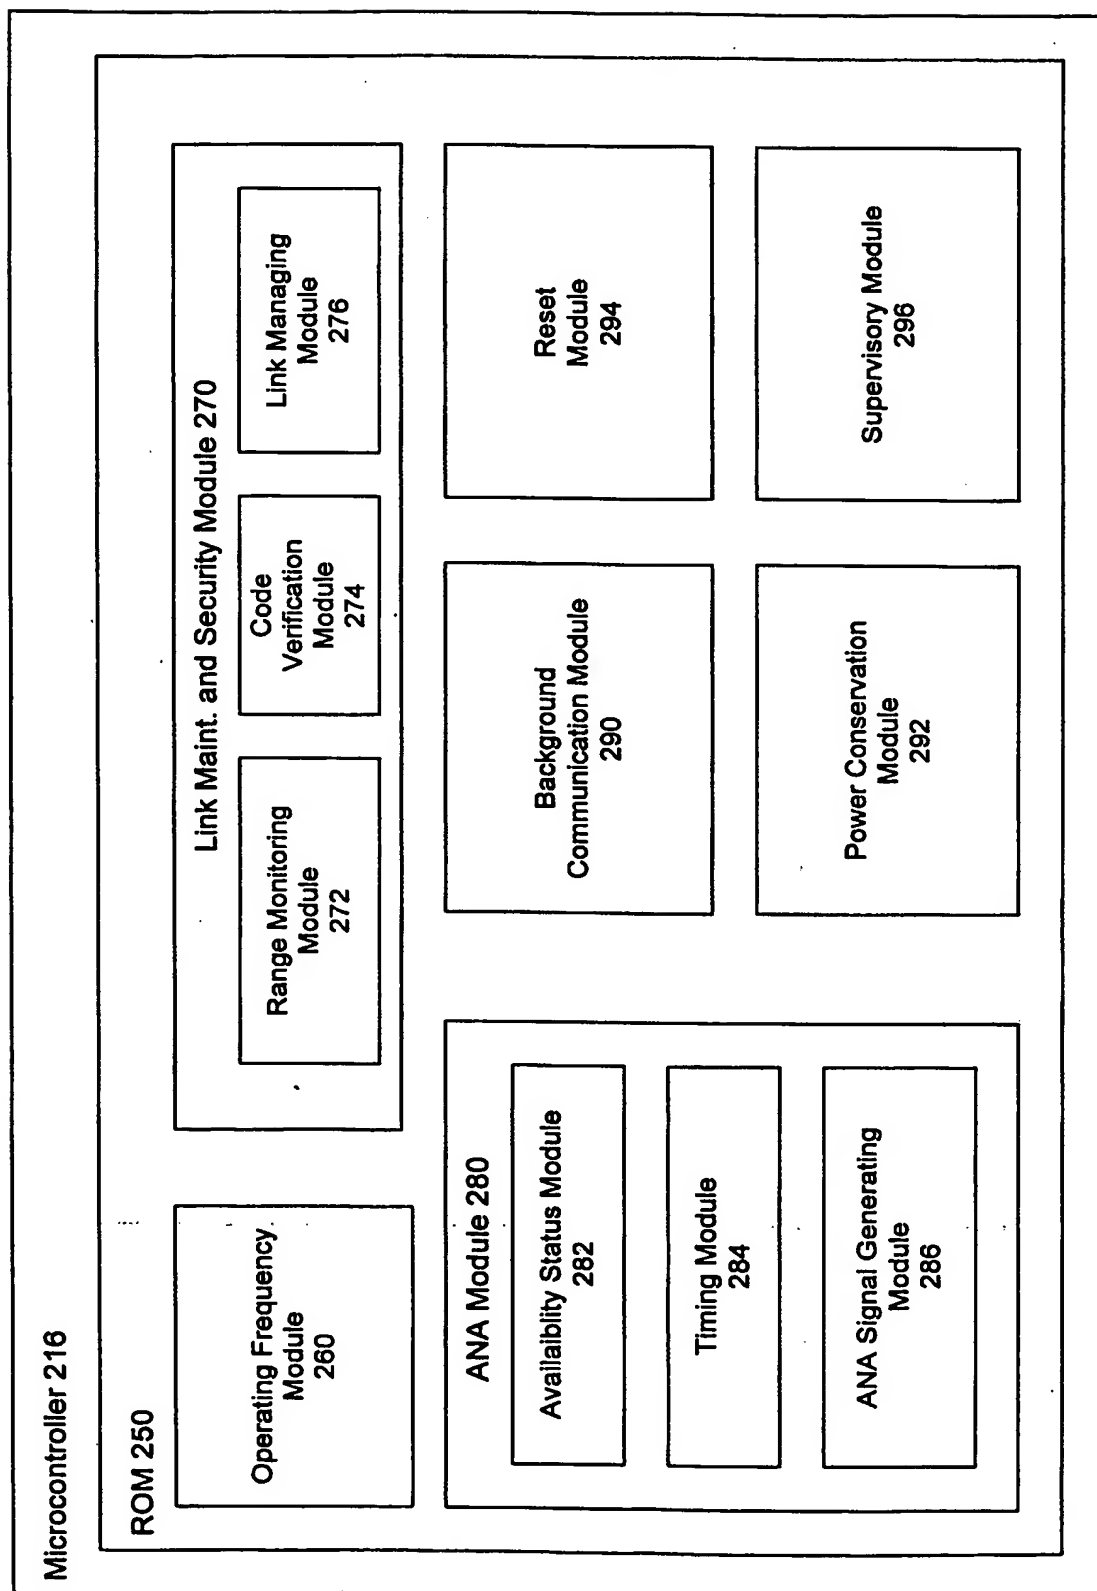 Microcontroller 216
ROM 250
Operating Frequency
Module
260
Link Maint. and Security Module 270
Range Monitoring
Module
272
Code
Verification
Module
274
Link Managing
Module
276
ANA Module 280
Availaiblity Status Module
282
Timing Module
284
ANA Signal Generating
Module
286
Background
Communication Module
290
Reset
Module
294
Power Conservation
Module
292
Supervisory Module
296